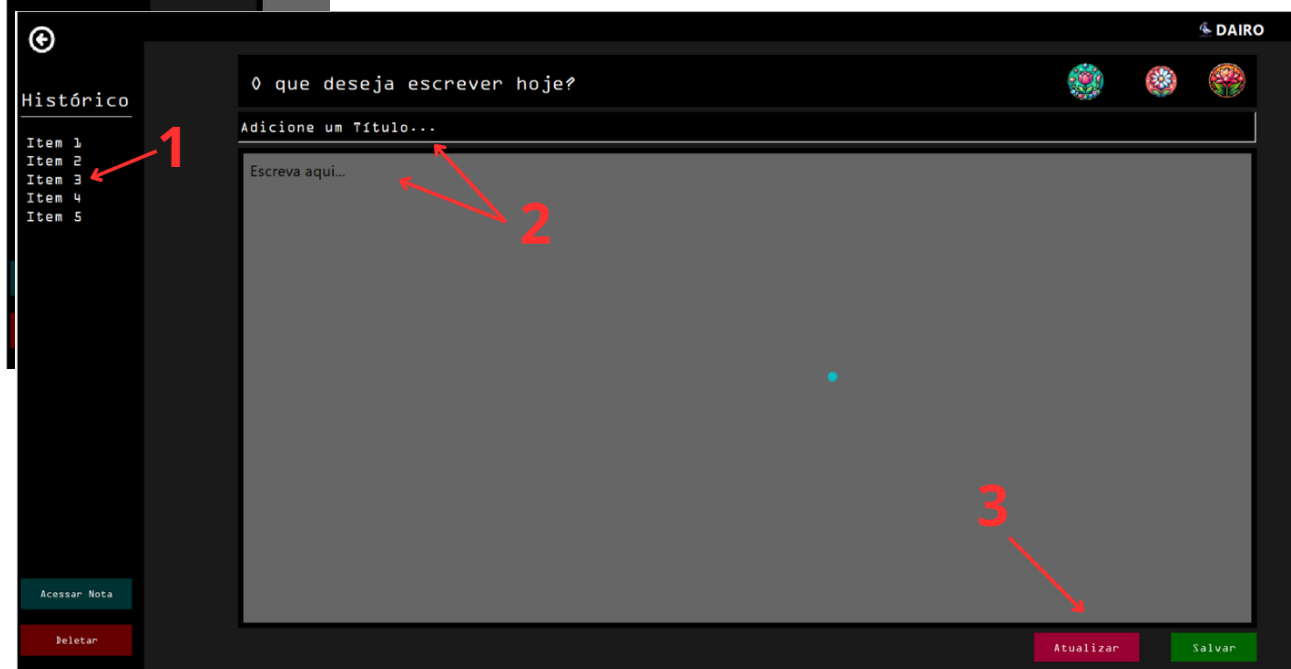 DAIRO
Histórico
Item 1
Item 2
Item 3
Item 4
Item 5
1
O que deseja escrever hoje?
Adicione um Título...
Escreva aqui...
2
3
Acessar Nota
Deletar
Atualizar
Salvar